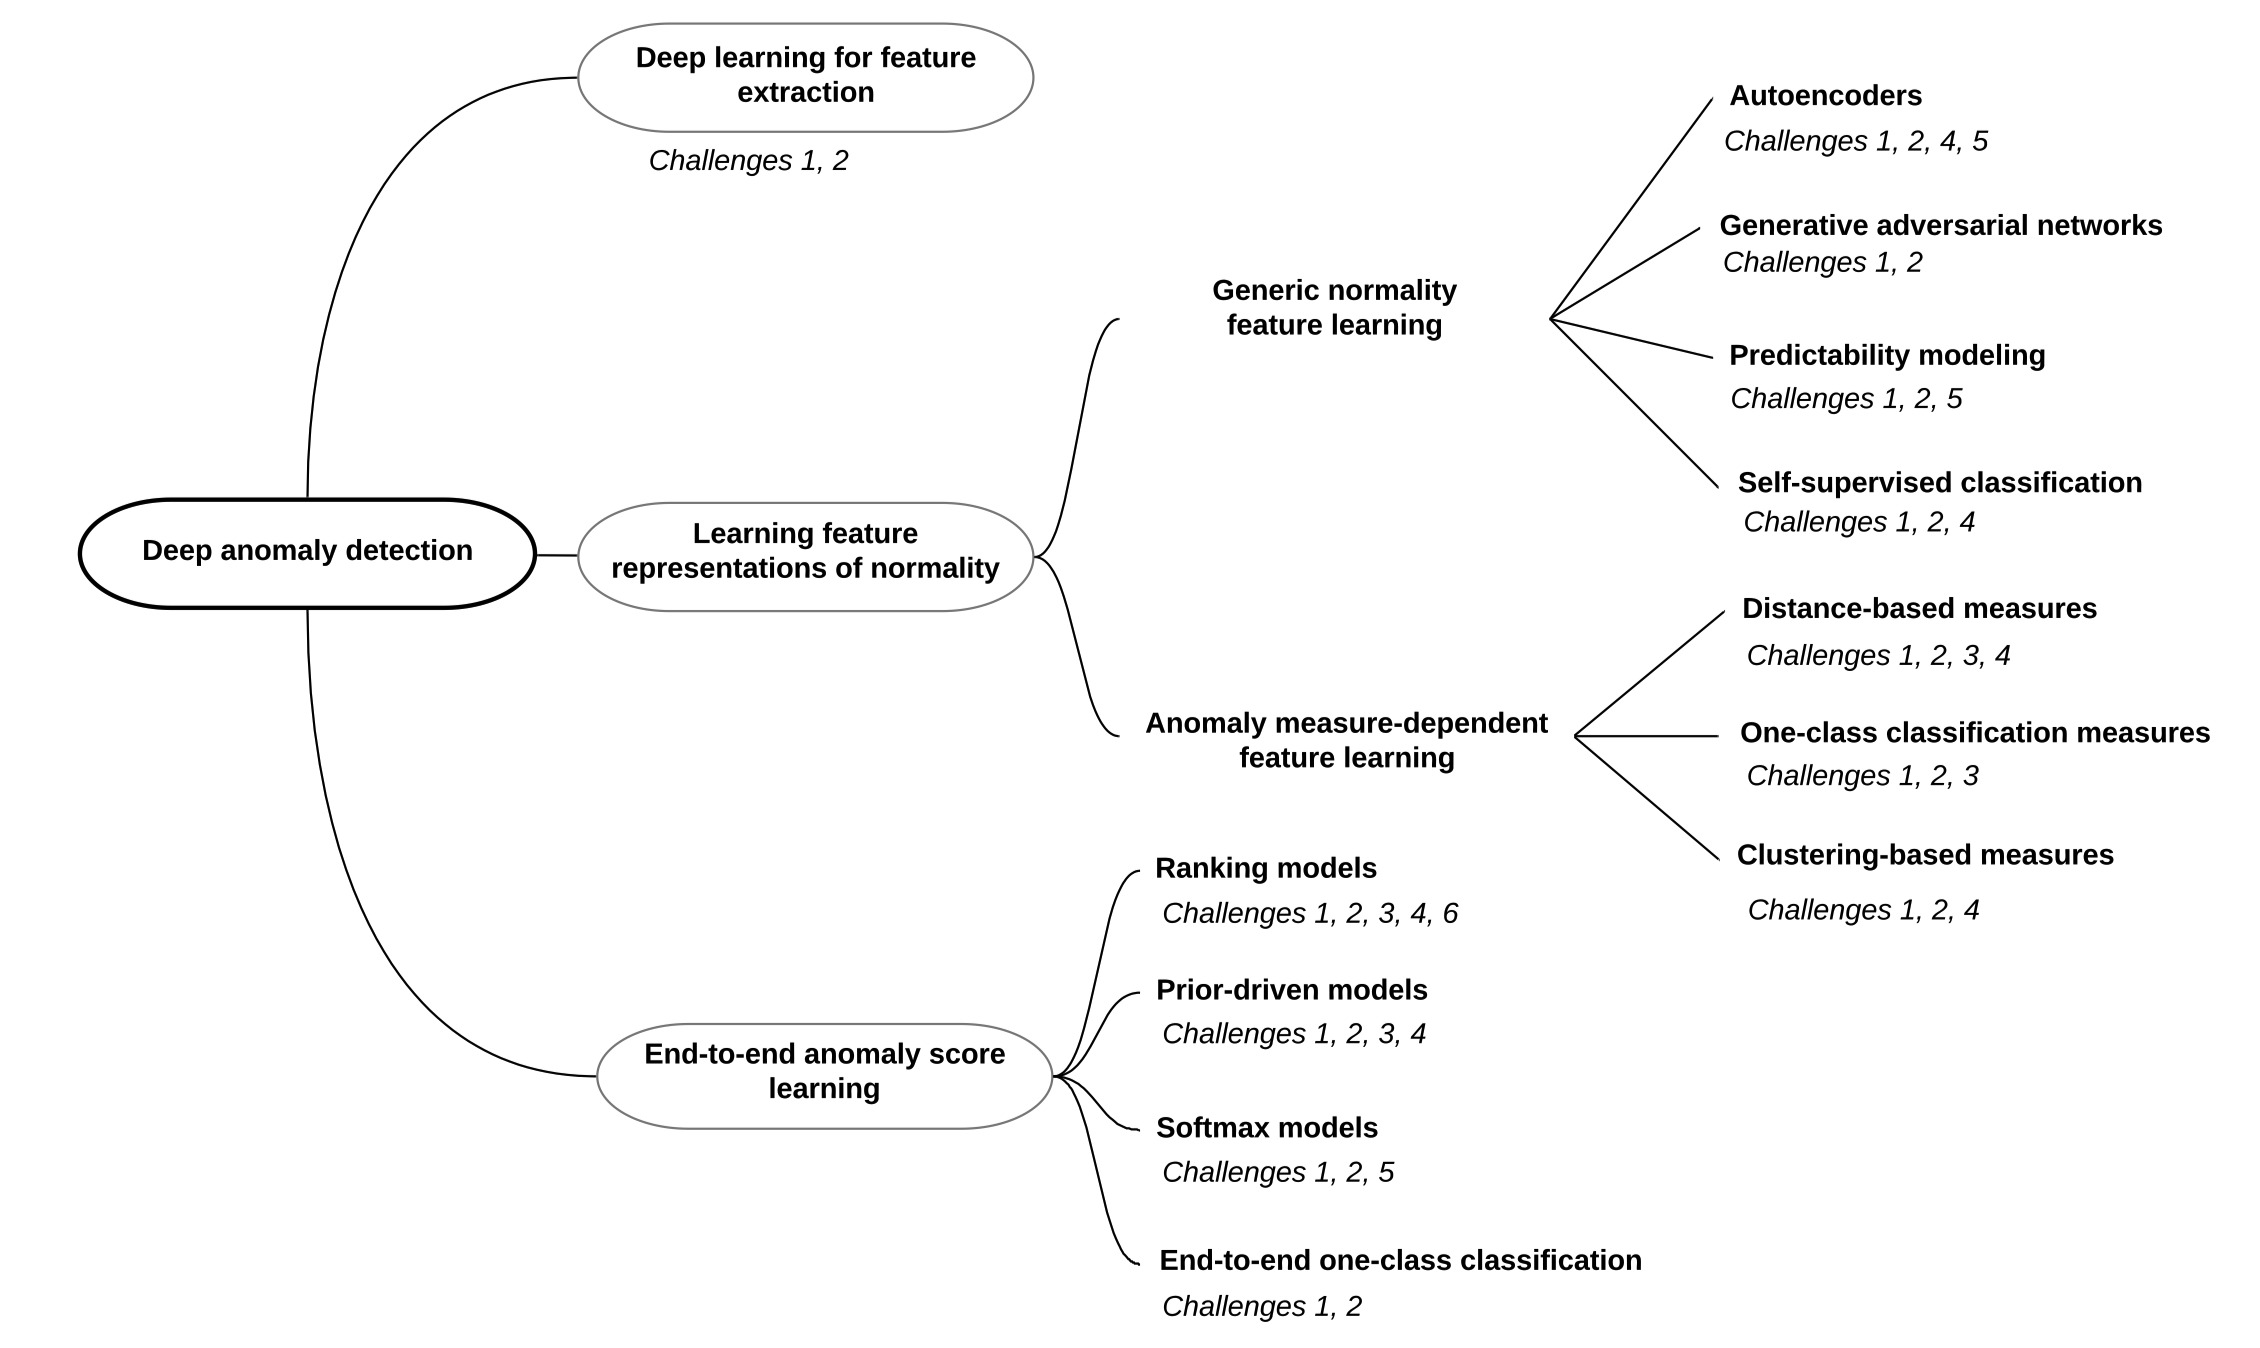 Deep learning for feature
extraction
Challenges 1, 2
Autoencoders
Challenges 1, 2, 4, 5
Generative adversarial networks
Challenges 1, 2
Generic normality
feature learning
Predictability modeling
Challenges 1, 2, 5
Self-supervised classification
Challenges 1, 2, 4
Deep anomaly detection
Learning feature
representations of normality
Distance-based measures
Challenges 1, 2, 3, 4
Anomaly measure-dependent
feature learning
One-class classification measures
Challenges 1, 2, 3
Clustering-based measures
Challenges 1, 2, 4
Ranking models
Challenges 1, 2, 3, 4, 6
Prior-driven models
Challenges 1, 2, 3, 4
End-to-end anomaly score
learning
Softmax models
Challenges 1, 2, 5
End-to-end one-class classification
Challenges 1, 2